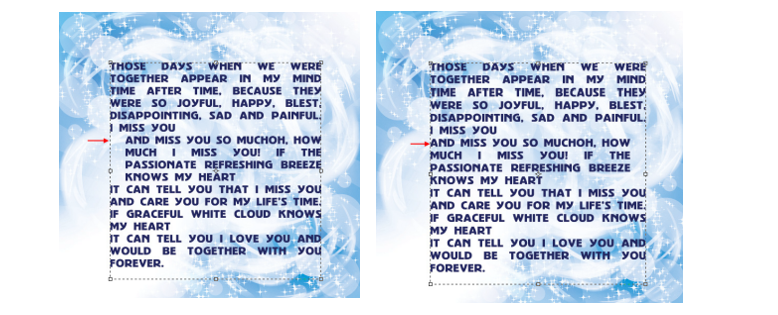 THOSE DAYS WHEN WE WERE
TOGETHER APPEAR IN MY MIND
TIME AFTER TIME, BECAUSE THEY
WERE SO JOYFUL, HAPPY, BLEST,
DISAPPOINTING, SAD AND PAINFUL.
I MISS YOU
AND MISS YOU SO MUCHOH, HOW
MUCH I MISS YOU! IF THE
PASSIONATE REFRESHING BREEZE
KNOWS MY HEART
IT CAN TELL YOU THAT I MISS YOU
AND CARE YOU FOR MY LIFE'S TIME.
IF GRACEFUL WHITE CLOUD KNOWS
MY HEART
IT CAN TELL YOU I LOVE YOU AND
WOULD BE TOGETHER WITH YOU
FOREVER.
THOSE DAYS WHEN WE WERE
TOGETHER APPEAR IN MY MIND
TIME AFTER TIME, BECAUSE THEY
WERE SO JOYFUL, HAPPY, BLEST,
DISAPPOINTING, SAD AND PAINFUL.
I MISS YOU
AND MISS YOU SO MUCHOH, HOW
MUCH I MISS YOU! IF THE
PASSIONATE REFRESHING BREEZE
KNOWS MY HEART
IT CAN TELL YOU THAT I MISS YOU
AND CARE YOU FOR MY LIFE'S TIME.
IF GRACEFUL WHITE CLOUD KNOWS
MY HEART
IT CAN TELL YOU I LOVE YOU AND
WOULD BE TOGETHER WITH YOU
FOREVER.